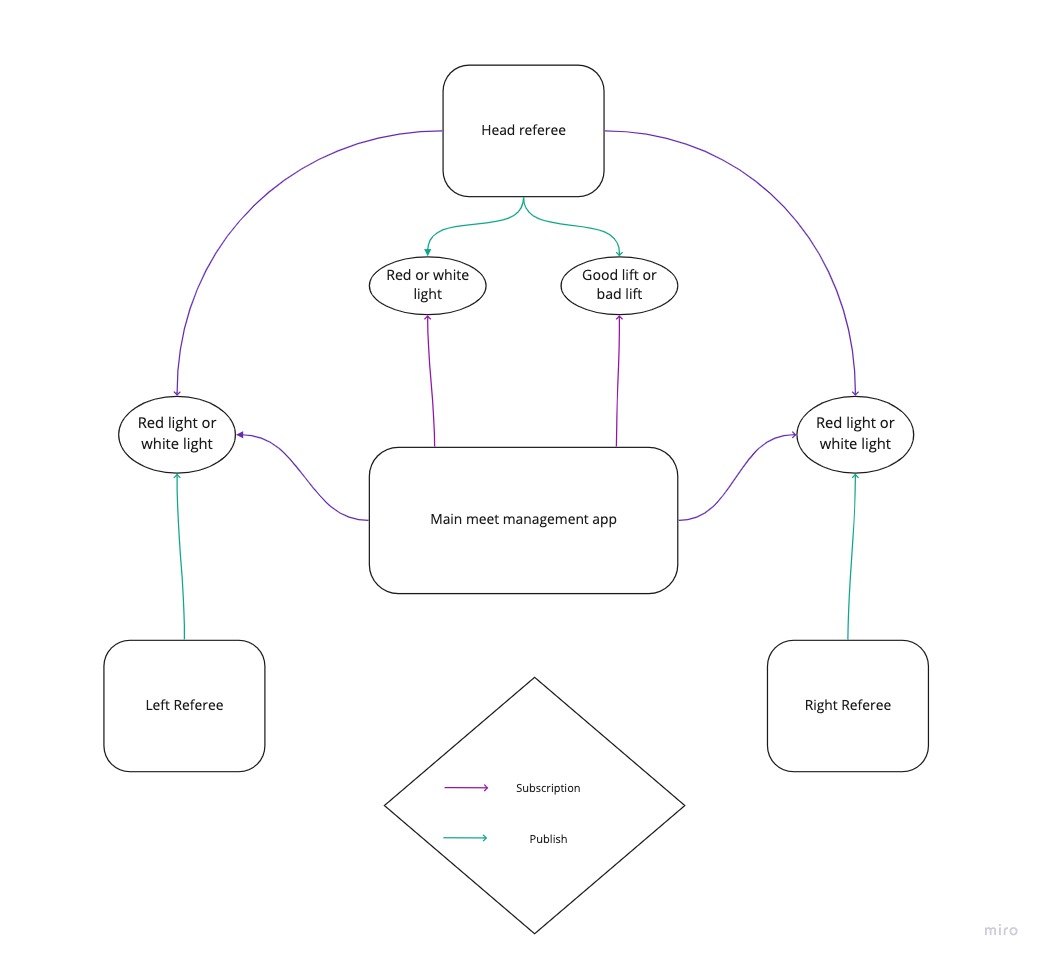 Head referee
Red or white
light
Good lift or
bad lift
Red light or
white light
Red light or
white light
Main meet management app
Left Referee
Right Referee
Subscription
Publish
miro